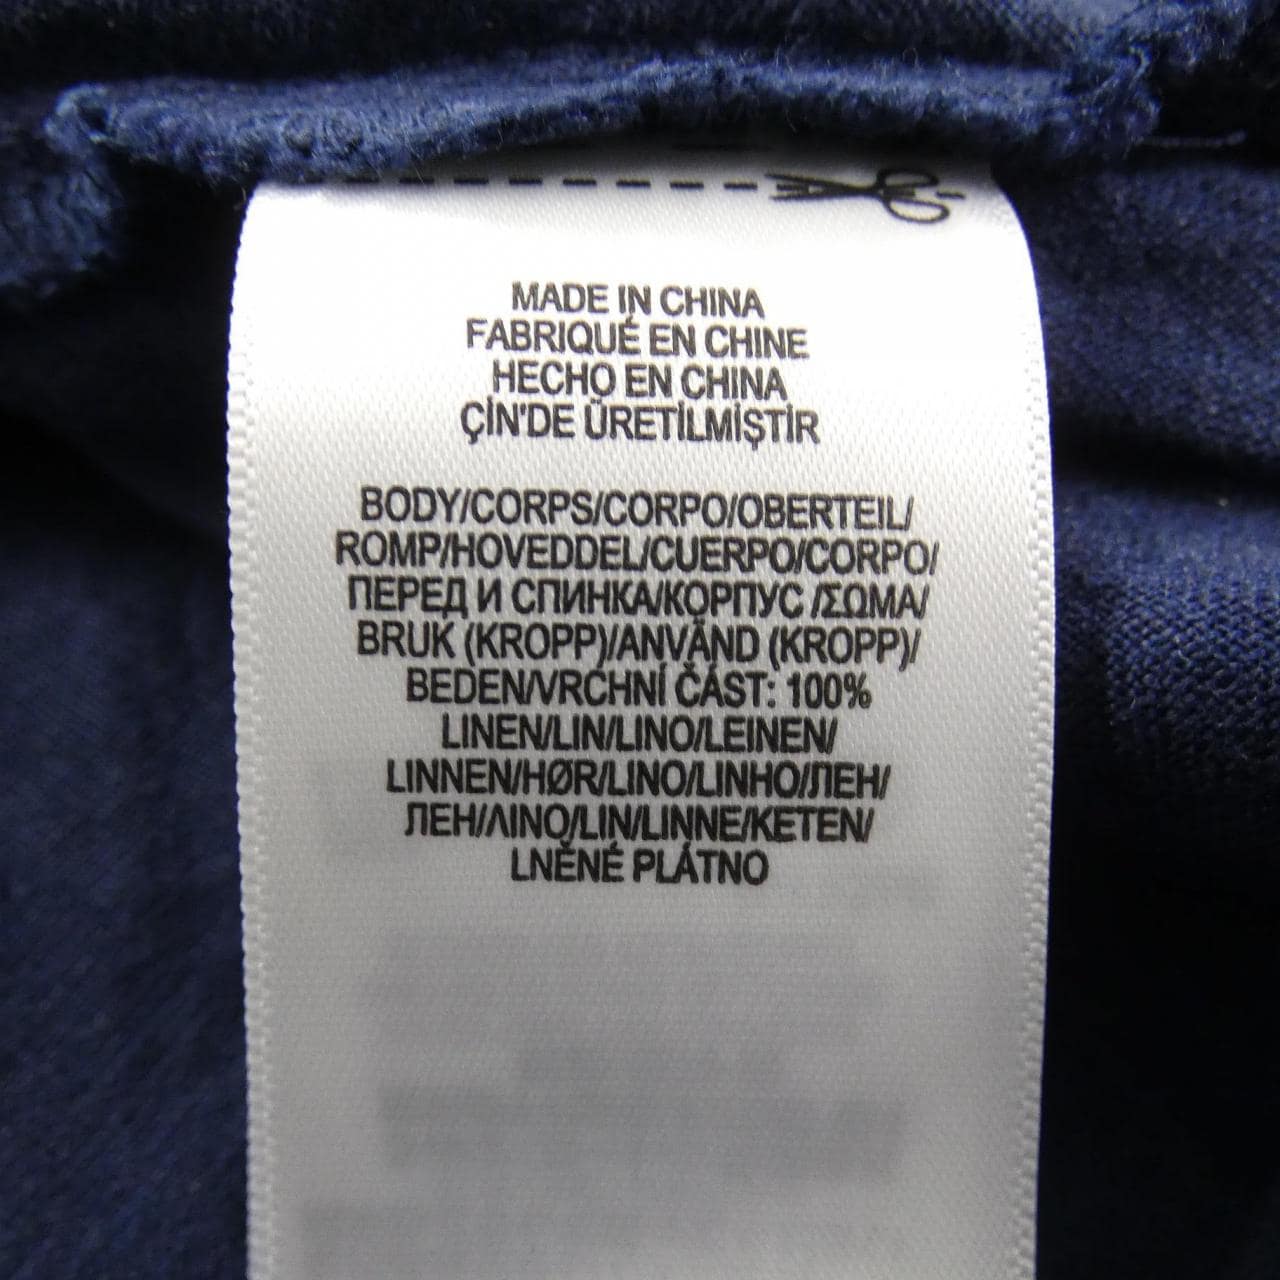 MADE IN CHINA
FABRIQUÉ EN CHINE
HECHO EN CHINA
ÇİN'DE ÜRETİLMİŞTİR
BODY/CORPS/CORPO/OBERTEIL/
ROMP/HOVEDDEL/CUERPO/CORPO/
ПЕРЕД И СПИНКА/КОРПУС /ΣΩΜΑ/
BRUK (KROPP)/ANVÄND (KROPP)/
BEDEN/VRCHNÍ ČÁST: 100%
LINEN/LIN/LINO/LEINEN/
LINNEN/HØR/LINO/LINHO/ЛЕН/
ЛЕН/ΛΙΝΟ/LIN/LINNE/KETEN/
LNĚNÉ PLÁTNO